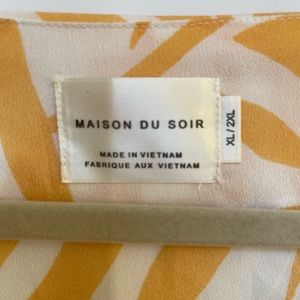 MAISON DU SOIR
MADE IN VIETNAM
FABRIQUE AUX VIETNAM
XL / 2XL